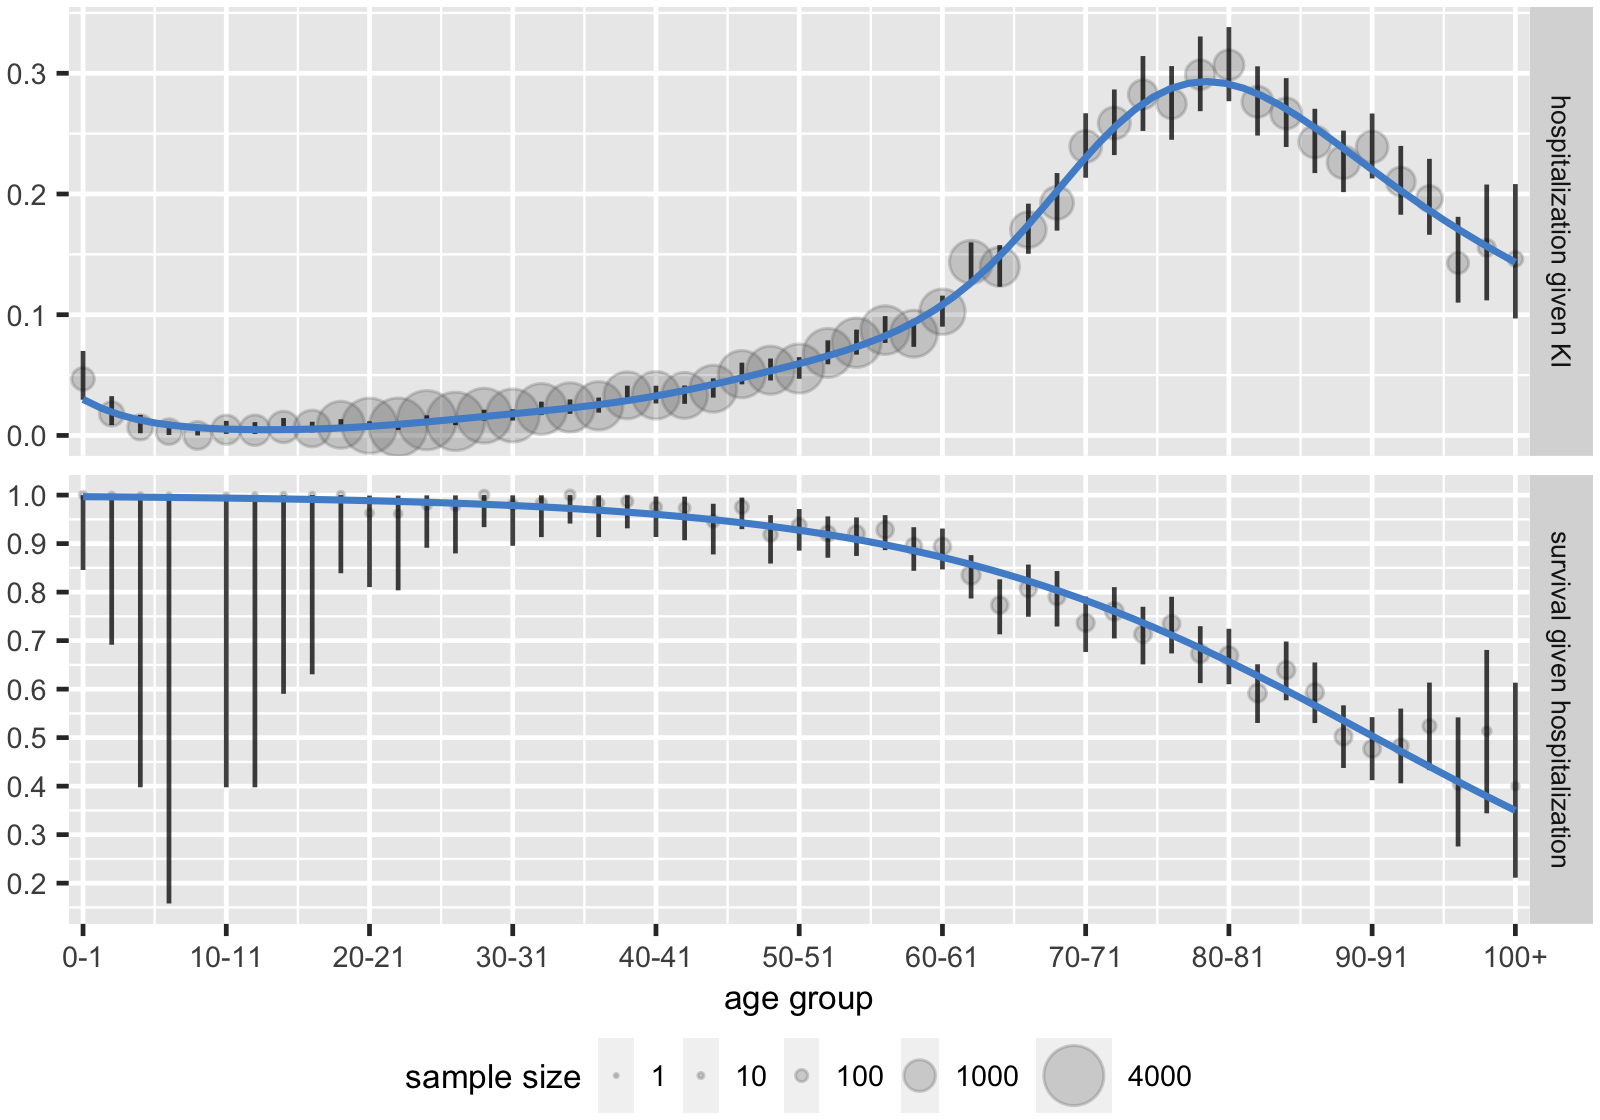 0.3
0.2
0.1
0.0
hospitalization given KI
1.0
0.9
0.8
0.7
0.6
0.5
0.4
0.3
0.2
survival given hospitalization
0-1 10-11 20-21 30-31 40-41 50-51 60-61 70-71 80-81 90-91 100+
age group
sample size 1 10 100 1000 4000